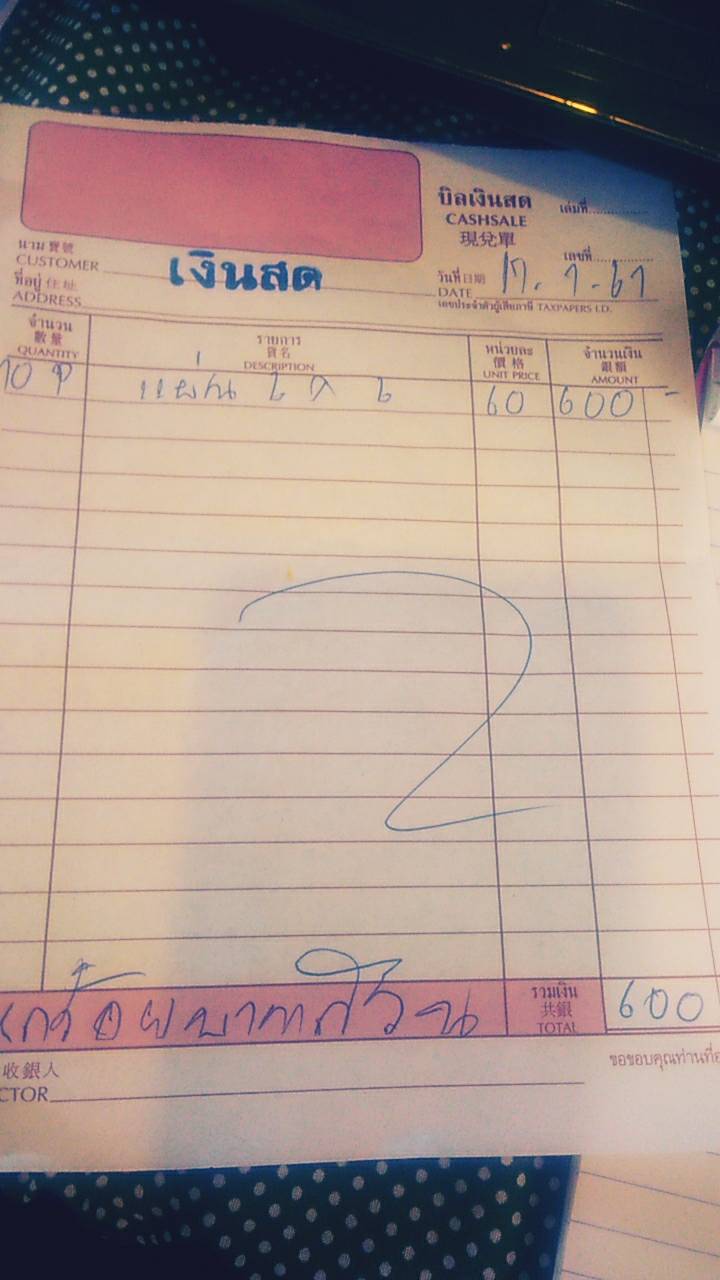 บิลเงินสด เล่มที่
CASHSALE
現兌單 เลขที่
นาม寶號
CUSTOMER เงินสด
วันที่日期
DATE 17.7-61
ที่อยู่住址
ADDRESS
เลขประจำตัวผู้เสียภาษี TAXPAPERS I.D.
จำนวน รายการ หน่วยละ จำนวนเงิน
數量 貨名 價格 銀額
QUANTITY DESCRIPTION UNIT PRICE AMOUNT
10 แผ่น 60 600 -
รวมเงิน
共銀
TOTAL 600
หกร้อยบาทถ้วน
收銀人
CTOR
ขอขอบคุณท่านที่